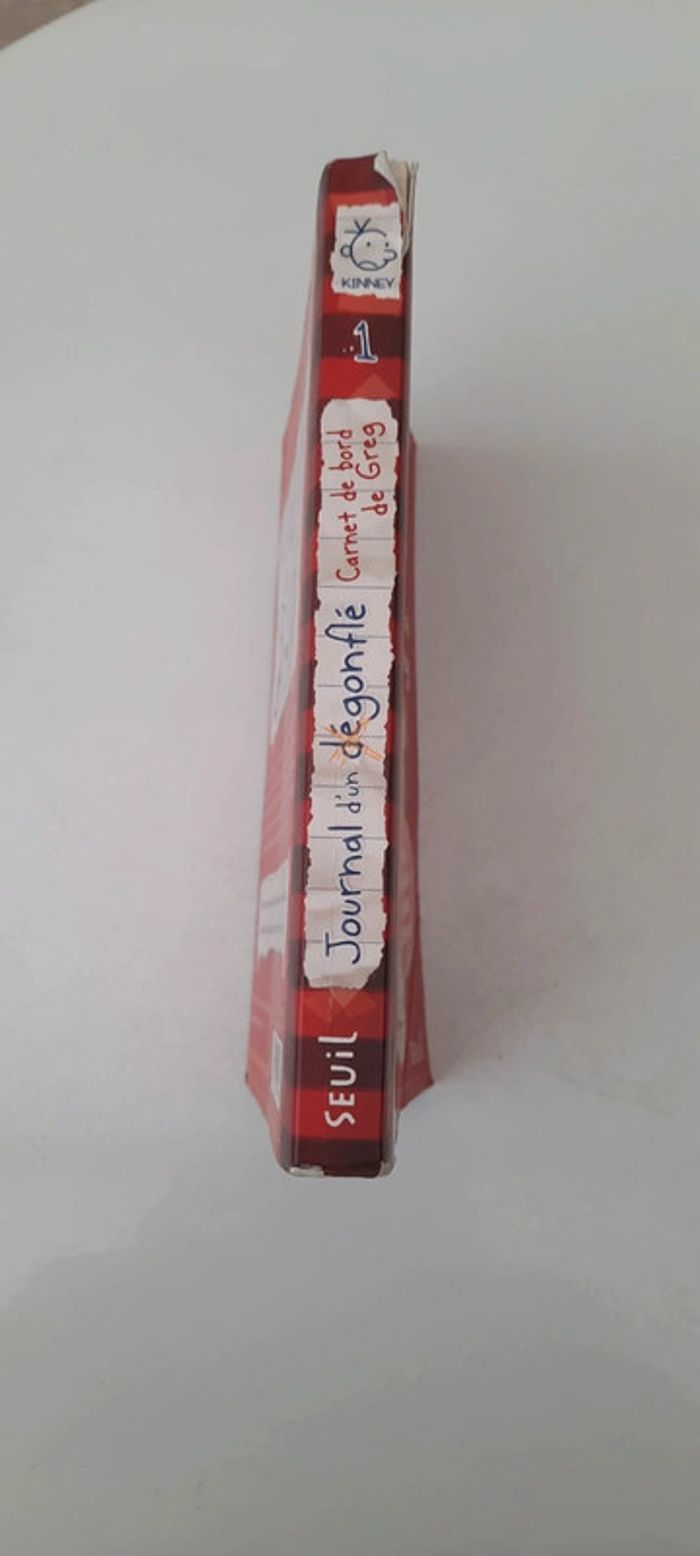 KINNEY
1
Journal d'un dégonflé
Carnet de bord
de Greg
SEUiL